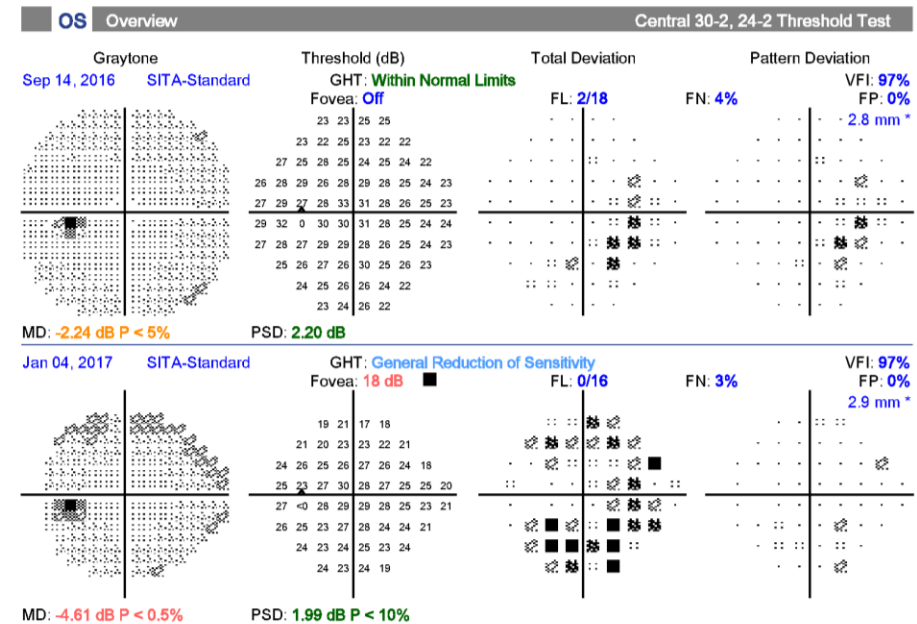 OS Overview Central 30-2, 24-2 Threshold Test
Graytone Threshold (dB) Total Deviation Pattern Deviation
Sep 14, 2016 SITA-Standard GHT: Within Normal Limits VFI: 97%
Fovea: Off FL: 2/18 FN: 4% FP: 0%
2.8 mm *
23 23 25 25
23 22 25 23 22 22
27 25 28 25 24 25 24 22
26 28 29 26 28 29 28 25 24 23
27 29 27 28 33 31 28 26 25 23
29 32 0 30 30 31 28 25 24 24
27 28 27 29 29 28 26 25 24 23
25 26 27 26 30 25 26 23
24 25 26 26 24 22
23 24 26 22
MD: -2.24 dB P < 5% PSD: 2.20 dB
Jan 04, 2017 SITA-Standard GHT: General Reduction of Sensitivity VFI: 97%
Fovea: 18 dB FL: 0/16 FN: 3% FP: 0%
2.9 mm *
19 21 17 18
21 20 23 23 22 21
24 26 25 26 27 26 24 18
25 23 27 30 28 27 25 25 20
27 <0 28 29 29 28 25 23 21
26 25 23 27 28 24 24 21
24 23 24 25 23 24
24 23 24 19
MD: -4.61 dB P < 0.5% PSD: 1.99 dB P < 10%